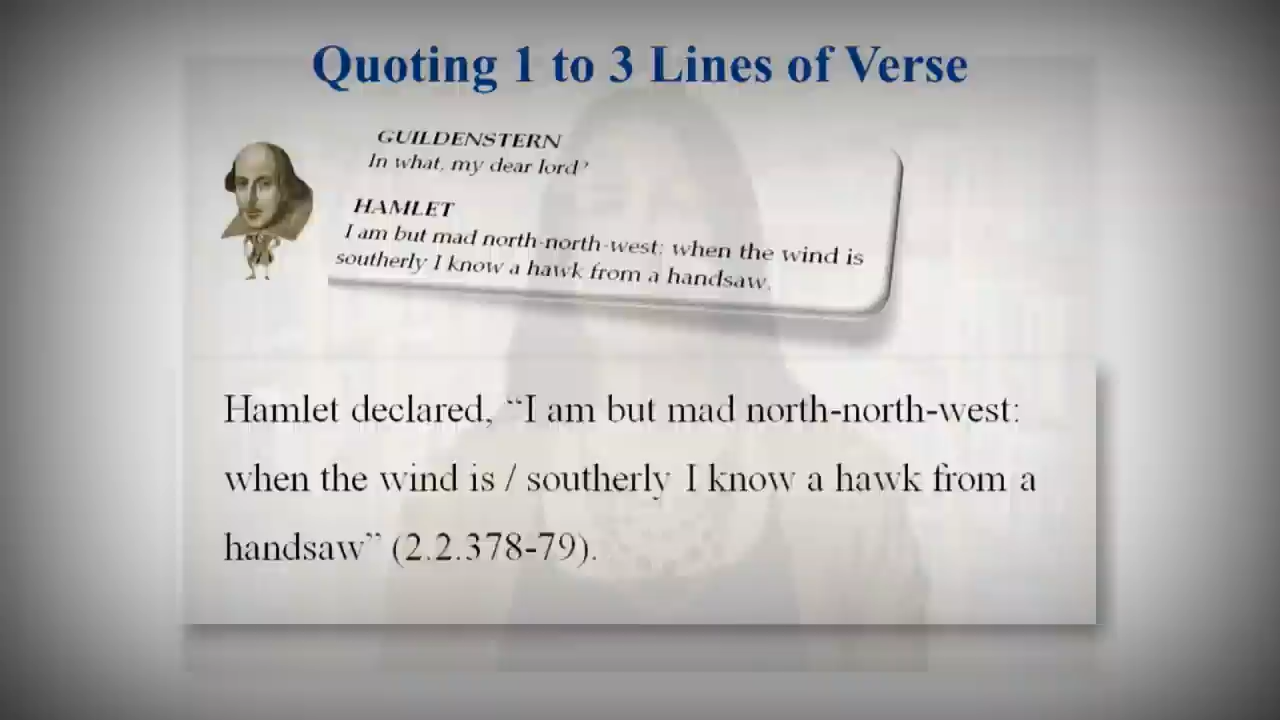 Quoting 1 to 3 Lines of Verse
GUILDENSTERN
In what, my dear lord?
HAMLET
I am but mad north-north-west: when the wind is
southerly I know a hawk from a handsaw.
Hamlet declared, “I am but mad north-north-west:
when the wind is / southerly I know a hawk from a
handsaw” (2.2.378-79).